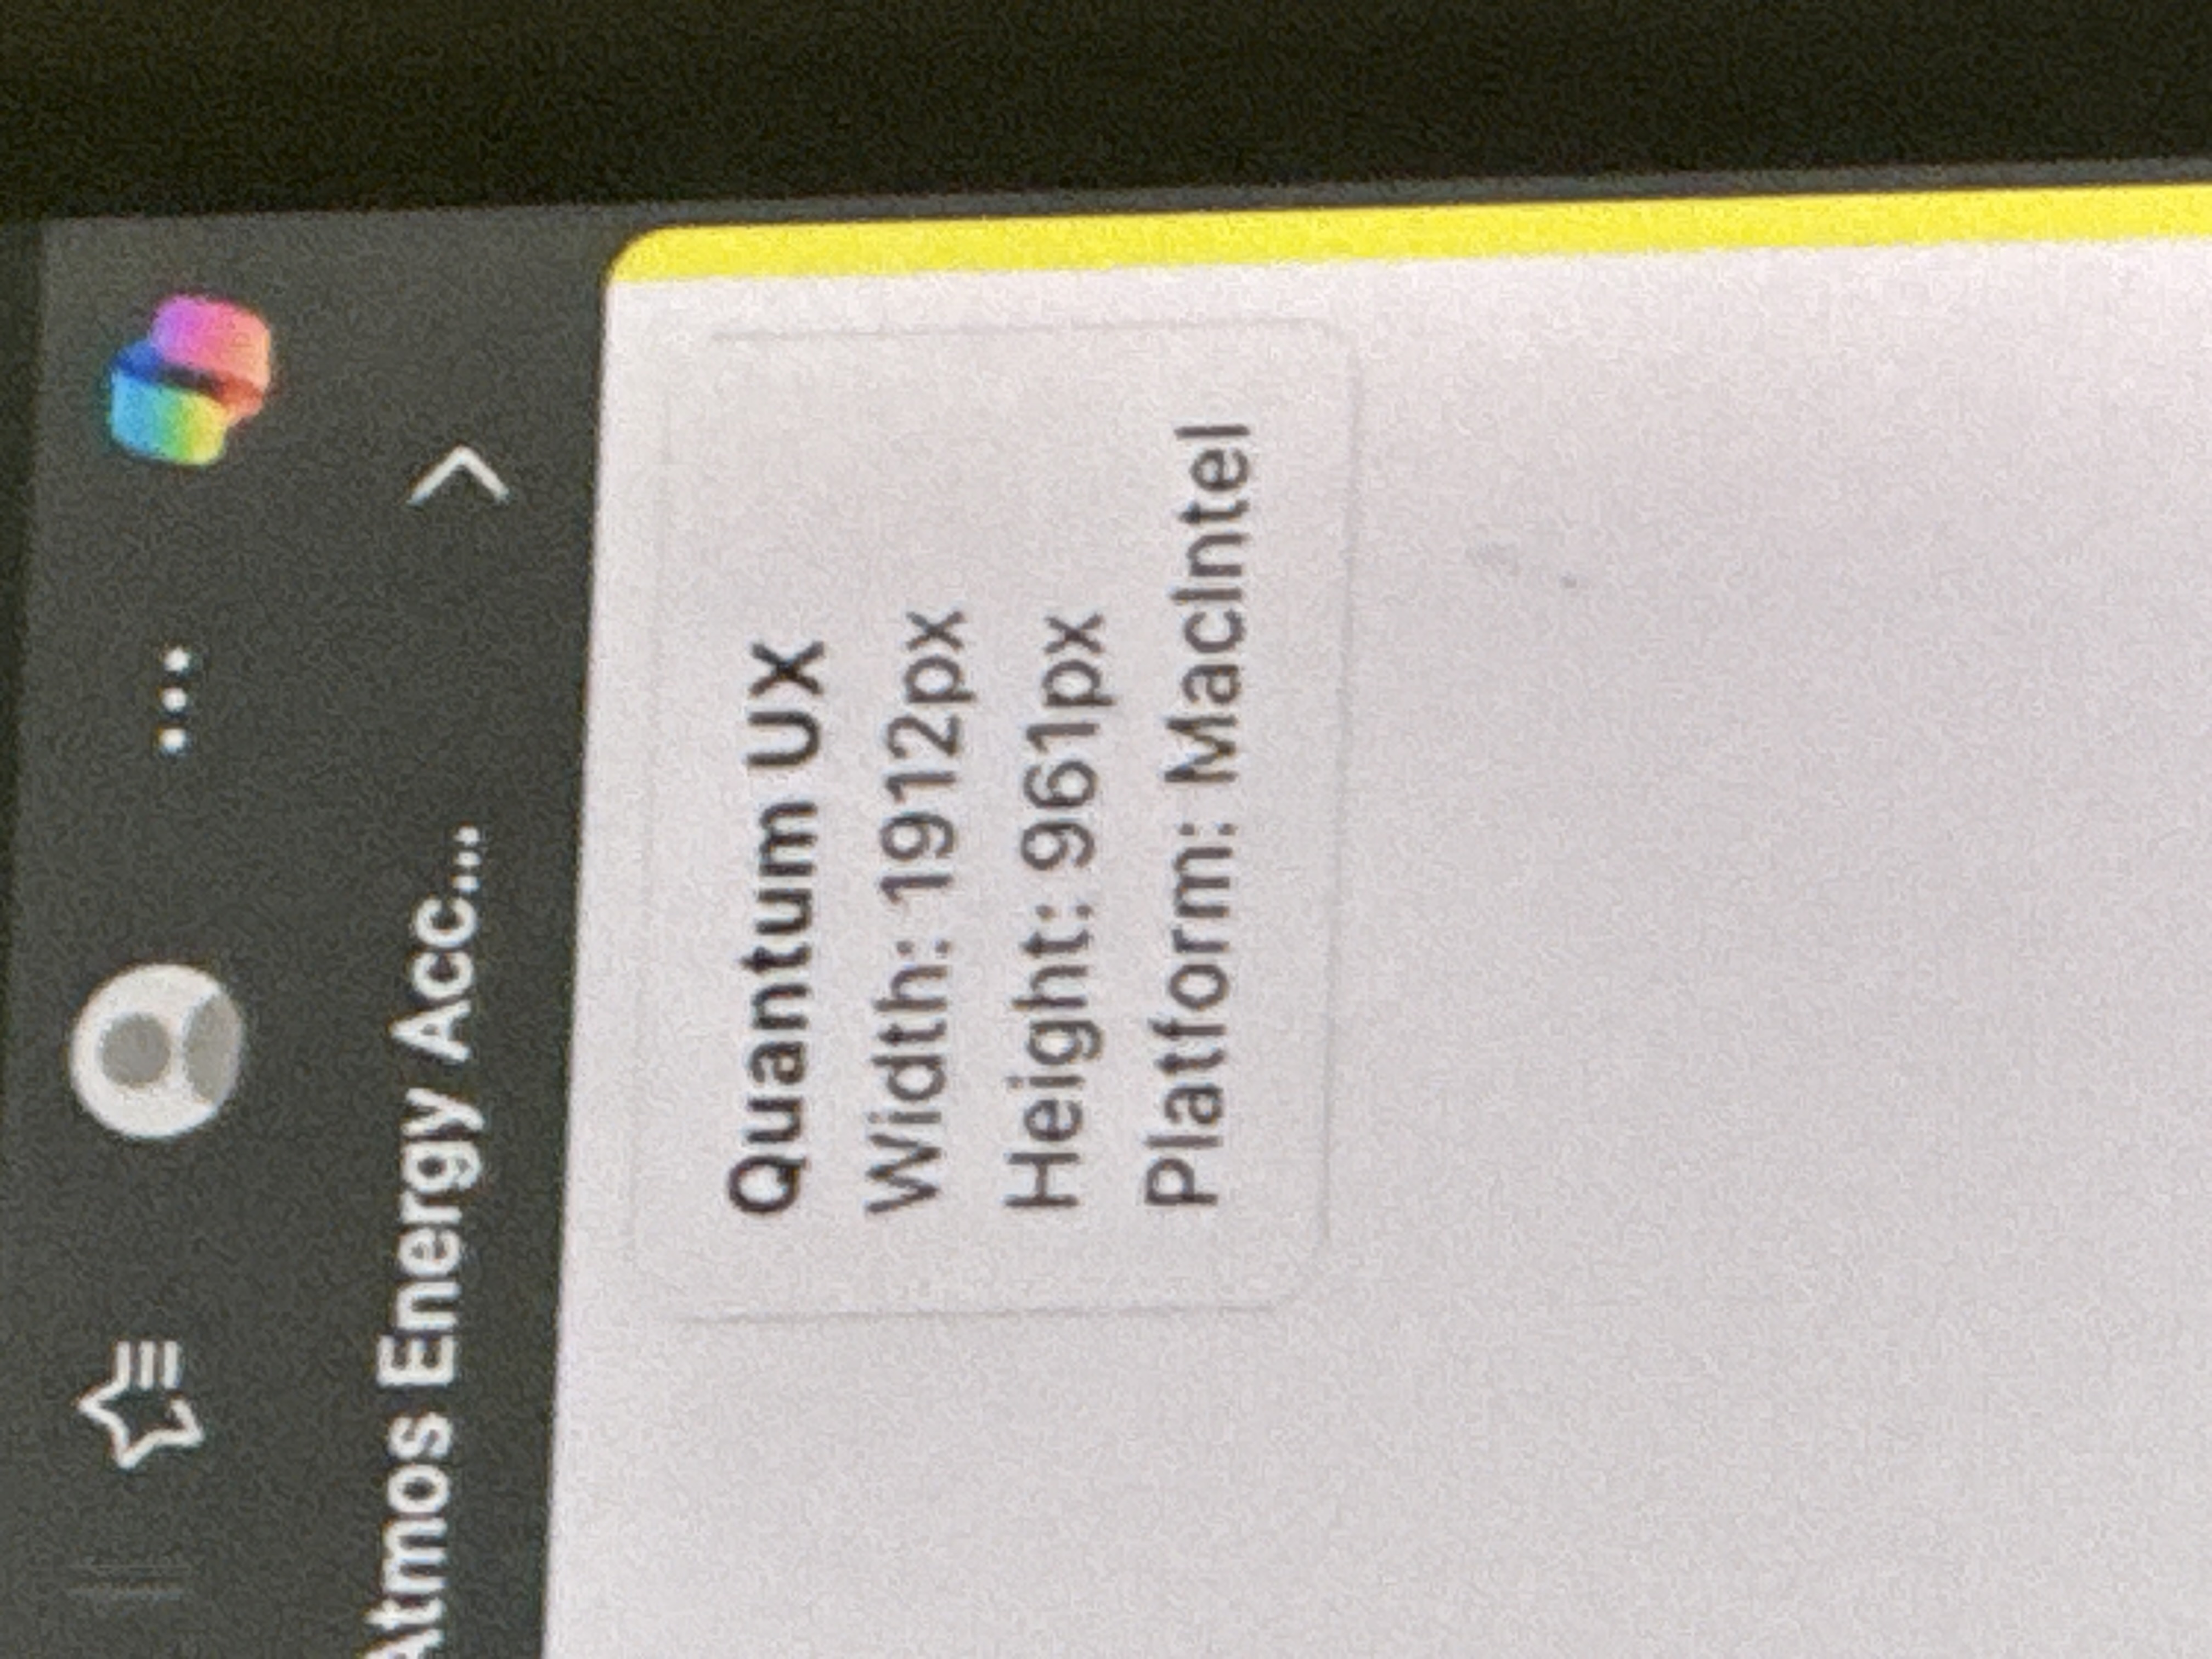 Atmos Energy Acc...
Quantum UX
Width: 1912px
Height: 961px
Platform: MacIntel